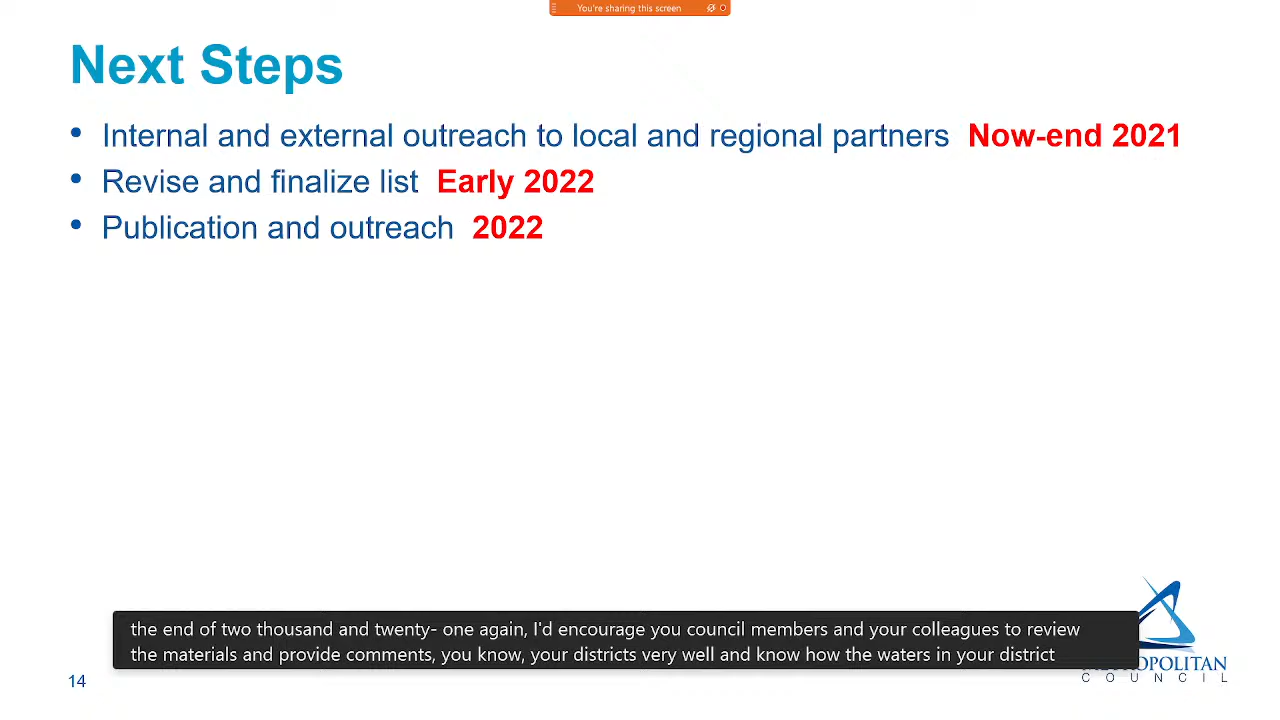 You're sharing this screen
Next Steps
• Internal and external outreach to local and regional partners Now-end 2021
• Revise and finalize list Early 2022
• Publication and outreach 2022
the end of two thousand and twenty- one again, I'd encourage you council members and your colleagues to review
the materials and provide comments, you know, your districts very well and know how the waters in your district
METROPOLITAN
COUNCIL
14